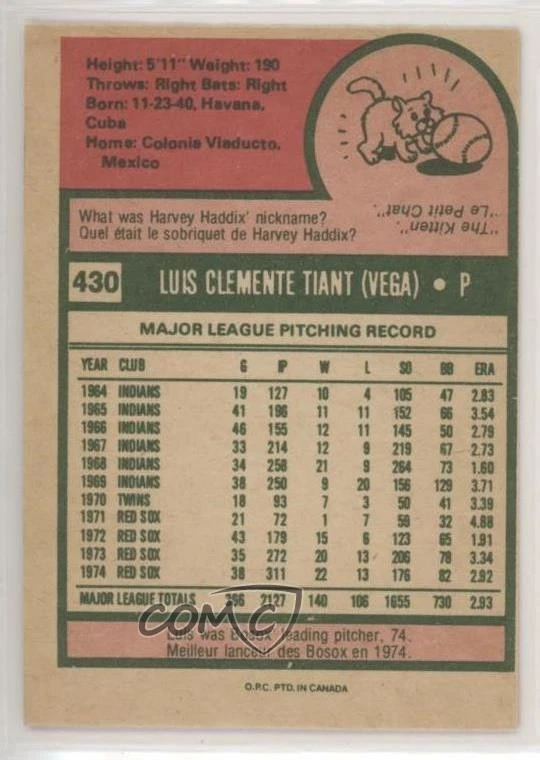 Height: 5'11" Weight: 190
Throws: Right Bats: Right
Born: 11-23-40, Havana,
Cuba
Home: Colonia Viaducto,
Mexico
What was Harvey Haddix' nickname?
Quel était le sobriquet de Harvey Haddix?
"The Kitten".
"Le Petit Chat".
430 LUIS CLEMENTE TIANT (VEGA) • P
MAJOR LEAGUE PITCHING RECORD
YEAR CLUB G IP W L SO BB ERA
1964 INDIANS 19 127 10 4 105 47 2.83
1965 INDIANS 41 196 11 11 152 66 3.54
1966 INDIANS 46 155 12 11 145 50 2.79
1967 INDIANS 33 214 12 9 219 67 2.73
1968 INDIANS 34 258 21 9 264 73 1.60
1969 INDIANS 38 250 9 20 156 129 3.71
1970 TWINS 18 93 7 3 50 41 3.39
1971 RED SOX 21 72 1 7 59 32 4.88
1972 RED SOX 43 179 15 6 123 65 1.91
1973 RED SOX 35 272 20 13 206 78 3.34
1974 RED SOX 38 311 22 13 176 82 2.92
MAJOR LEAGUE TOTALS 366 2127 140 106 1655 730 2.93
COMC
Luis was Bosox' leading pitcher, 74.
Meilleur lanceur des Bosox en 1974.
O.P.C. PTD. IN CANADA